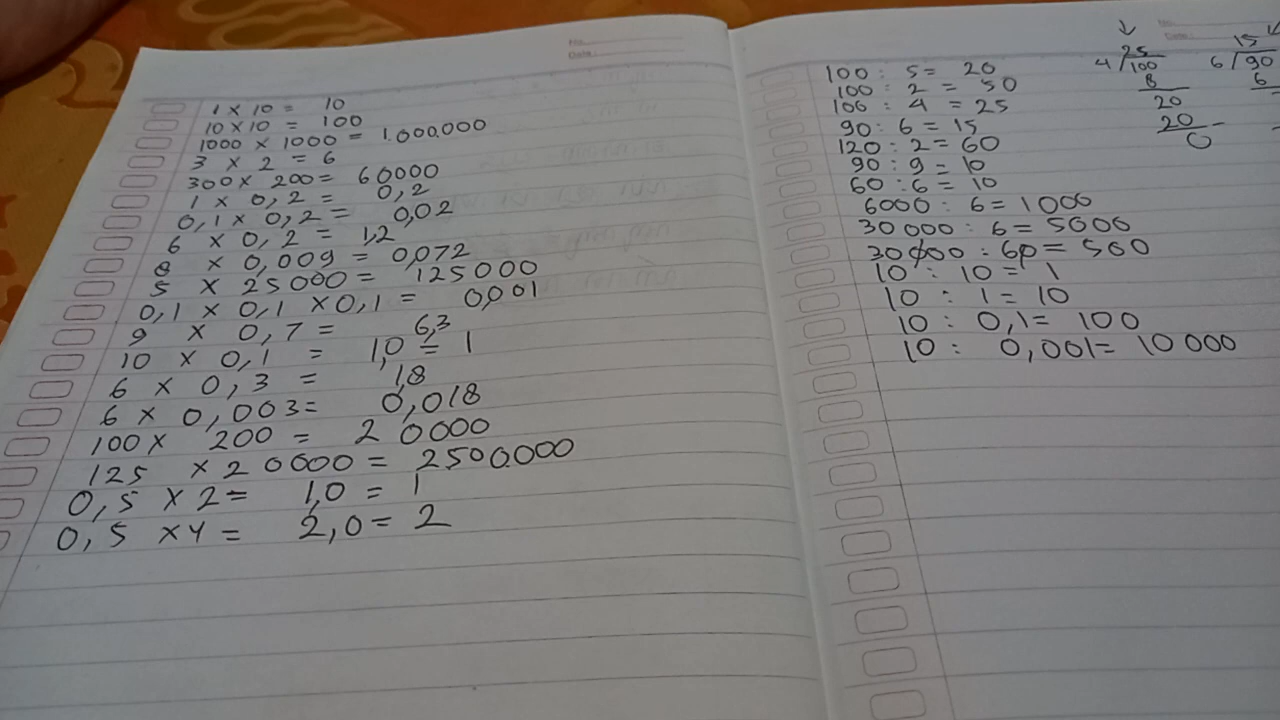 No:
Date:
1 x 10 = 10
10 x 10 = 100
1000 x 1000 = 1.000.000
3 x 2 = 6
300 x 200 = 60000
1 x 0,2 = 0,2
0,1 x 0,2 = 0,02
6 x 0,2 = 1,2
8 x 0,009 = 0,072
5 x 25000 = 125000
0,1 x 0,1 x 0,1 = 0,001
9 x 0,7 = 6,3
10 x 0,1 = 1,0 = 1
6 x 0,3 = 1,8
6 x 0,003 = 0,018
100 x 200 = 20000
125 x 20000 = 2500.000
0,5 x 2 = 1,0 = 1
0,5 x 4 = 2,0 = 2
100 : 5 = 20
100 : 2 = 50
100 : 4 = 25
90 : 6 = 15
120 : 2 = 60
90 : 9 = 10
60 : 6 = 10
6000 : 6 = 1000
30000 : 6 = 5000
30000 : 60 = 500
10 : 10 = 1
10 : 1 = 10
10 : 0,1 = 100
10 : 0,001 = 10000
↓
25
4 / 100
8
20
20 -
0
15 ↓
6 / 90
6